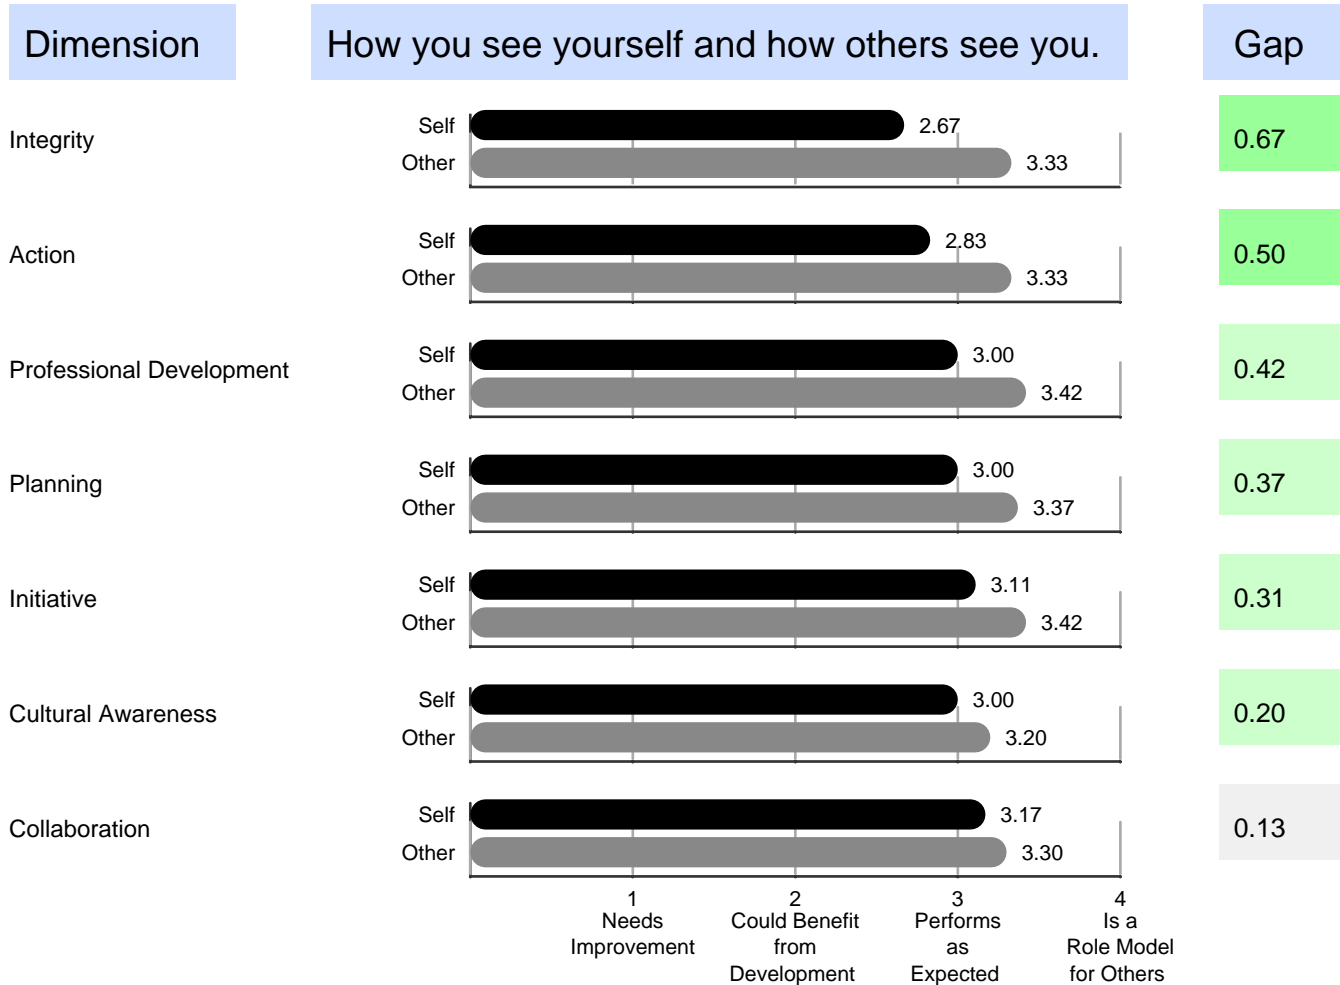 Dimension
How you see yourself and how others see you.
Gap
Integrity
Self
2.67
Other
3.33
0.67
Action
Self
2.83
Other
3.33
0.50
Professional Development
Self
3.00
Other
3.42
0.42
Planning
Self
3.00
Other
3.37
0.37
Initiative
Self
3.11
Other
3.42
0.31
Cultural Awareness
Self
3.00
Other
3.20
0.20
Collaboration
Self
3.17
Other
3.30
0.13
1
Needs
Improvement
2
Could Benefit
from
Development
3
Performs
as
Expected
4
Is a
Role Model
for Others